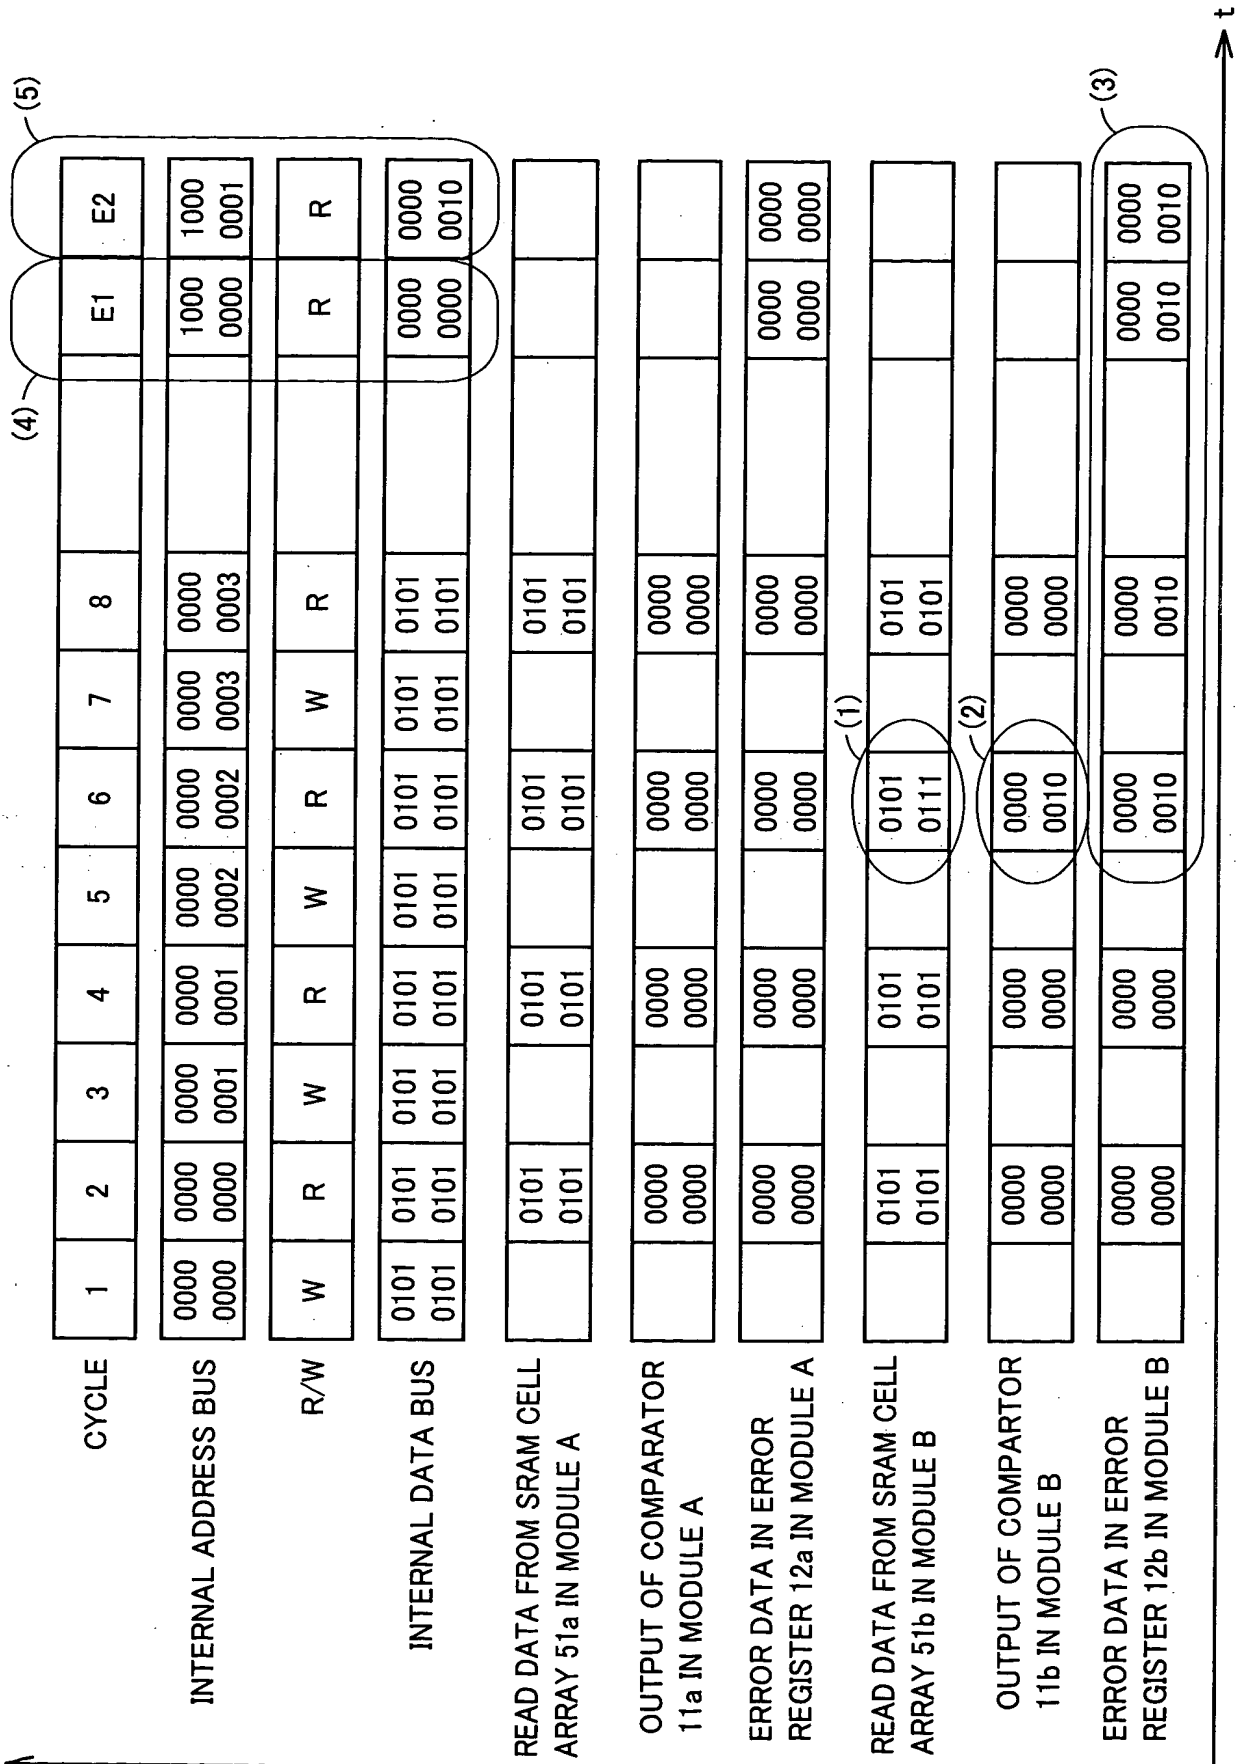 (4)
(5)
CYCLE 1 2 3 4 5 6 7 8 E1 E2
INTERNAL ADDRESS BUS
0000 0000 0000 0000 0000 0000 0000 0000 1000 1000
0000 0000 0001 0001 0002 0002 0003 0003 0000 0001
R/W W R W R W R W R R R
INTERNAL DATA BUS
0101 0101 0101 0101 0101 0101 0101 0101 0000 0000
0101 0101 0101 0101 0101 0101 0101 0101 0000 0010
READ DATA FROM SRAM CELL
ARRAY 51a IN MODULE A
0101 0101 0101 0101
0101 0101 0101 0101
OUTPUT OF COMPARATOR
11a IN MODULE A
0000 0000 0000 0000
0000 0000 0000 0000
ERROR DATA IN ERROR
REGISTER 12a IN MODULE A
0000 0000 0000 0000 0000 0000
0000 0000 0000 0000 0000 0000
(1)
READ DATA FROM SRAM CELL
ARRAY 51b IN MODULE B
0101 0101 0101 0101
0101 0101 0111 0101
(2)
OUTPUT OF COMPARTOR
11b IN MODULE B
0000 0000 0000 0000
0000 0000 0010 0000
(3)
ERROR DATA IN ERROR
REGISTER 12b IN MODULE B
0000 0000 0000 0000 0000 0000
0000 0000 0010 0010 0010 0010
t